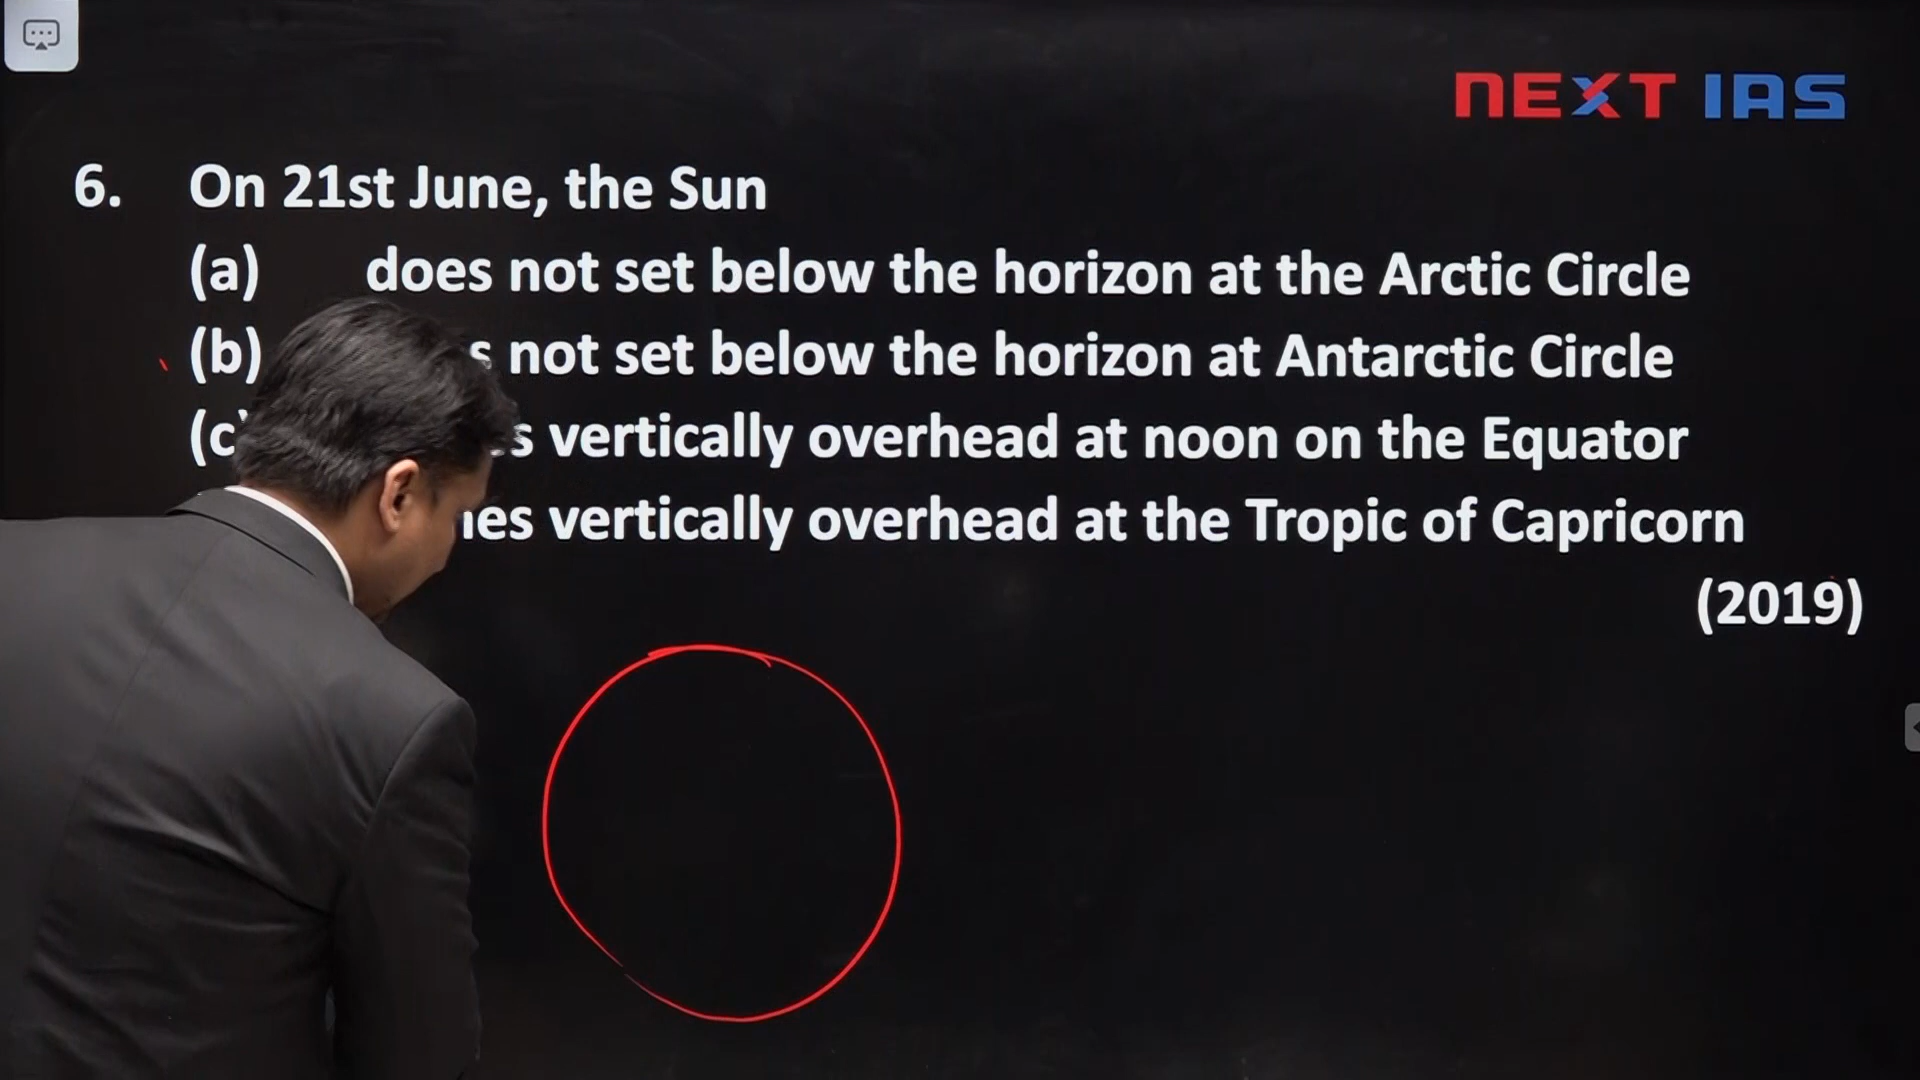 NEXT IAS
6. On 21st June, the Sun
(a) does not set below the horizon at the Arctic Circle
(b) not set below the horizon at Antarctic Circle
(c) vertically overhead at noon on the Equator
vertically overhead at the Tropic of Capricorn
(2019)